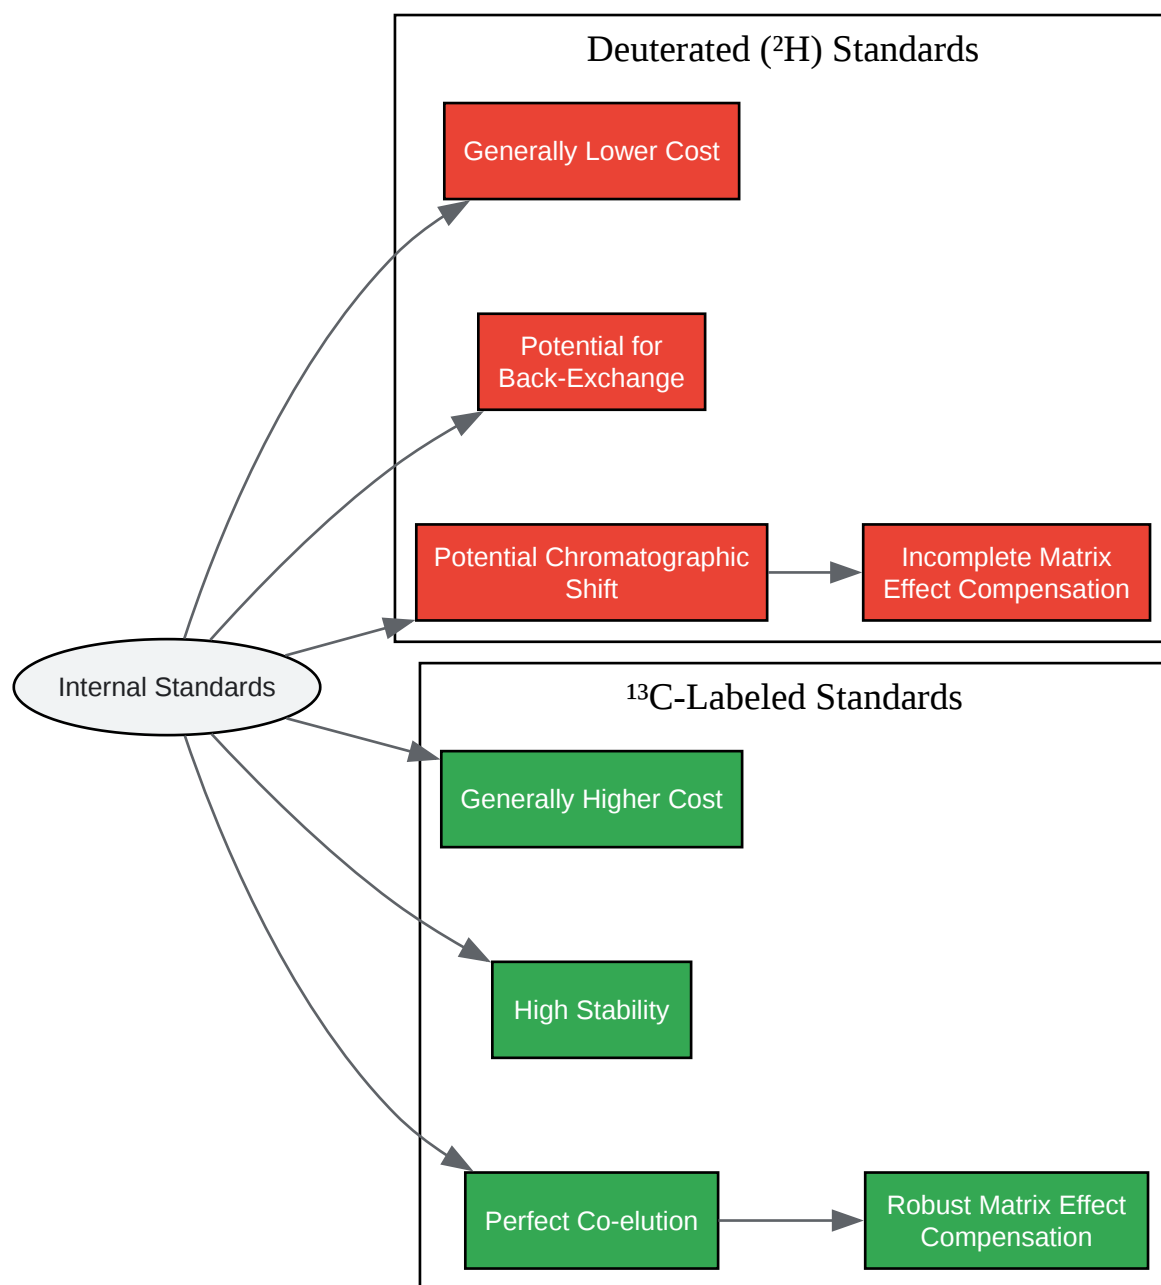 Deuterated (²H) Standards
Generally Lower Cost
Potential for
Back-Exchange
Potential Chromatographic
Shift
Incomplete Matrix
Effect Compensation
Internal Standards
¹³C-Labeled Standards
Generally Higher Cost
High Stability
Perfect Co-elution
Robust Matrix Effect
Compensation